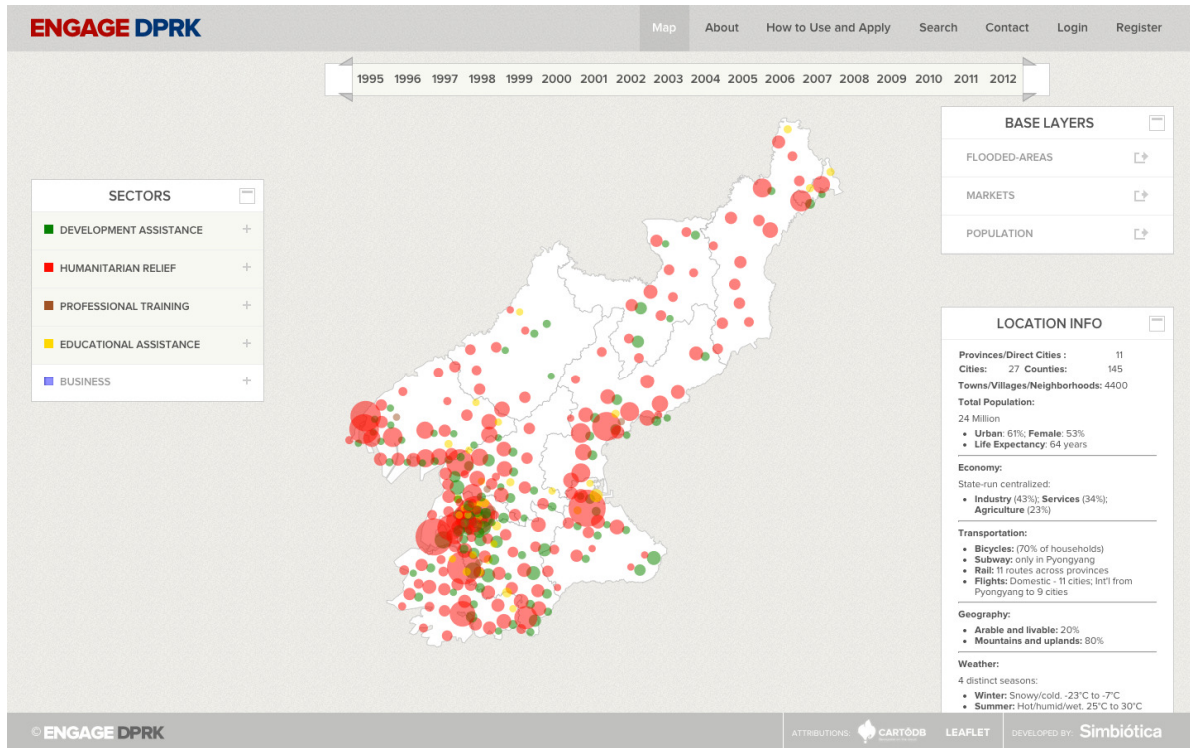 ENGAGE DPRK
Map About How to Use and Apply Search Contact Login Register
1995 1996 1997 1998 1999 2000 2001 2002 2003 2004 2005 2006 2007 2008 2009 2010 2011 2012
SECTORS
DEVELOPMENT ASSISTANCE +
HUMANITARIAN RELIEF +
PROFESSIONAL TRAINING +
EDUCATIONAL ASSISTANCE +
BUSINESS +
BASE LAYERS
FLOODED-AREAS
MARKETS
POPULATION
LOCATION INFO
Provinces/Direct Cities : 11
Cities: 27 Counties: 145
Towns/Villages/Neighborhoods: 4400
Total Population:
24 Million
• Urban: 61%; Female: 53%
• Life Expectancy: 64 years
Economy:
State-run centralized:
• Industry (43%); Services (34%);
Agriculture (23%)
Transportation:
• Bicycles: (70% of households)
• Subway: only in Pyongyang
• Rail: 11 routes across provinces
• Flights: Domestic - 11 cities; Int'l from
Pyongyang to 9 cities
Geography:
• Arable and livable: 20%
• Mountains and uplands: 80%
Weather:
4 distinct seasons:
• Winter: Snowy/cold. -23°C to -7°C
• Summer: Hot/humid/wet. 25°C to 30°C
© ENGAGE DPRK
ATTRIBUTIONS: CARTODB LEAFLET DEVELOPED BY: Simbiótica